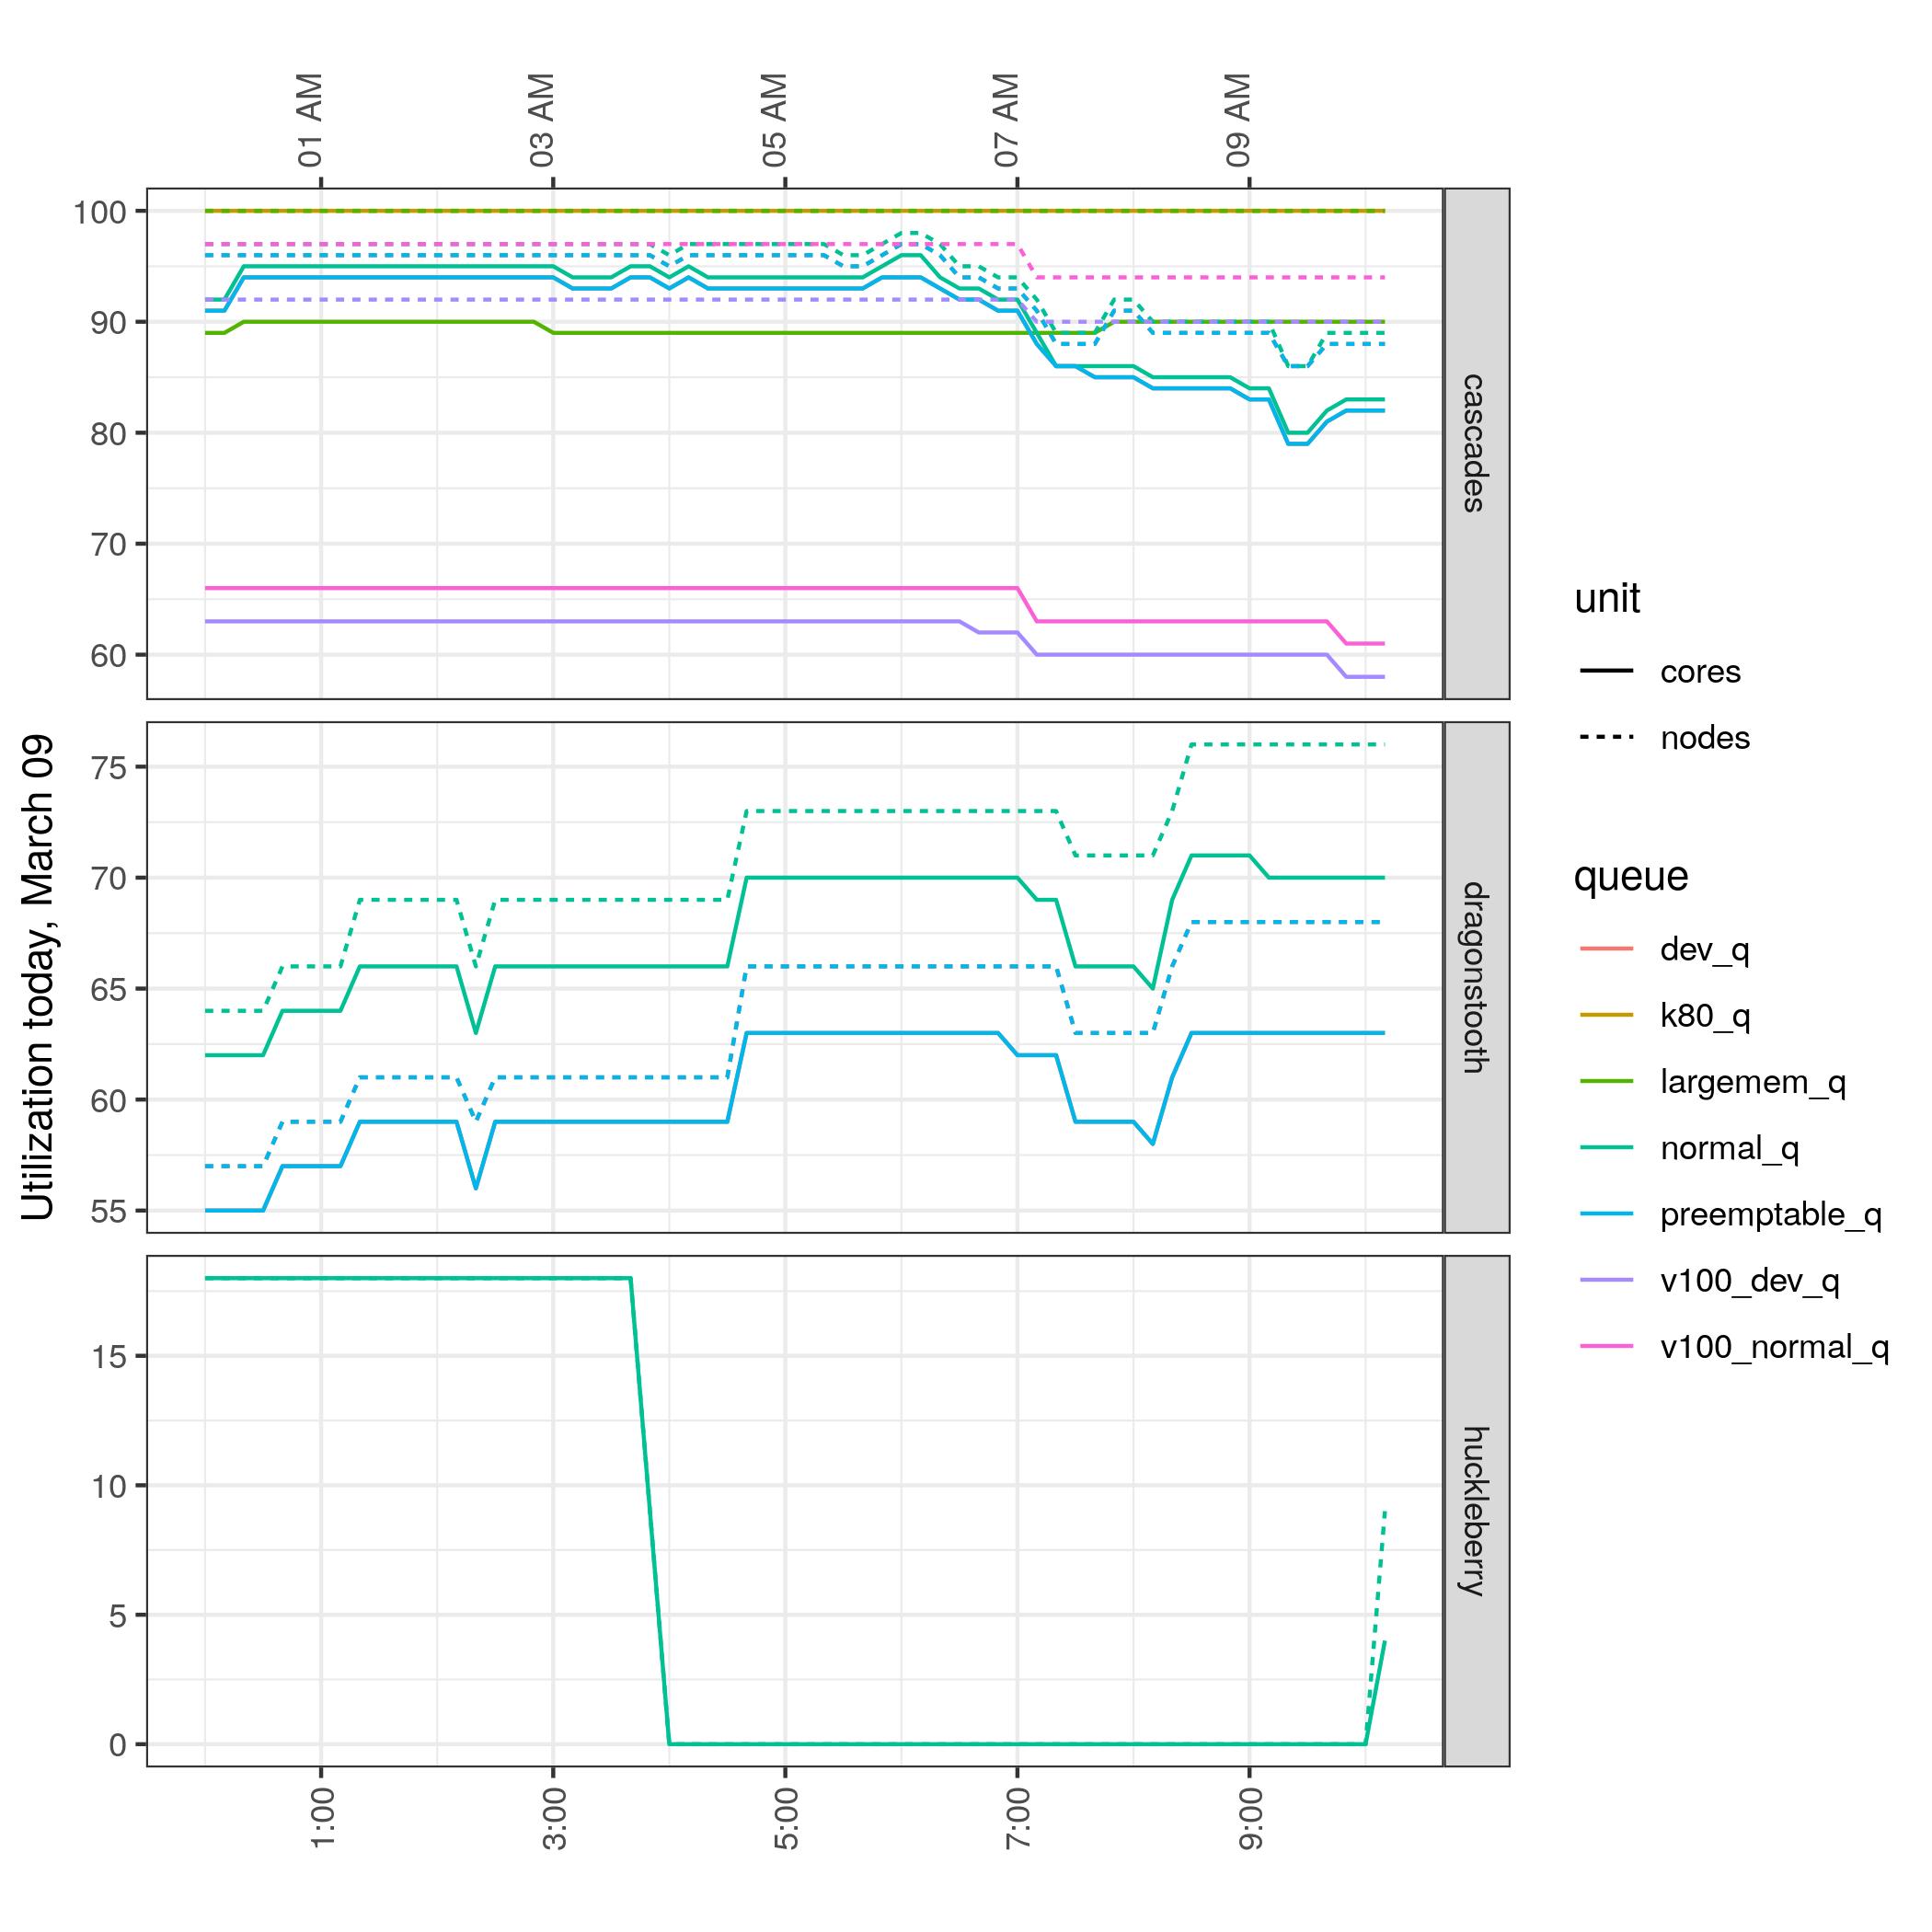 01 AM
03 AM
05 AM
07 AM
09 AM
Utilization today, March 09
100
90
80
70
60
cascades
75
70
65
60
55
dragonstooth
15
10
5
0
huckleberry
1:00
3:00
5:00
7:00
9:00
unit
cores
nodes
queue
dev_q
k80_q
largemem_q
normal_q
preemptable_q
v100_dev_q
v100_normal_q